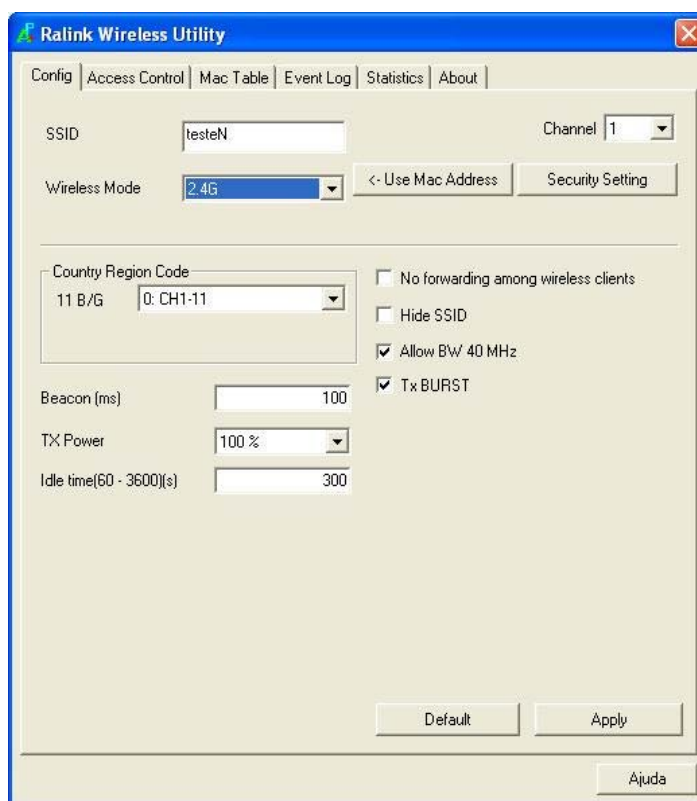 Ralink Wireless Utility
Config Access Control Mac Table Event Log Statistics About
SSID testeN Channel 1
Wireless Mode 2.4G <- Use Mac Address Security Setting
Country Region Code
11 B/G 0: CH1-11
No forwarding among wireless clients
Hide SSID
Allow BW 40 MHz
Tx BURST
Beacon (ms) 100
TX Power 100 %
Idle time(60 - 3600)(s) 300
Default Apply
Ajuda